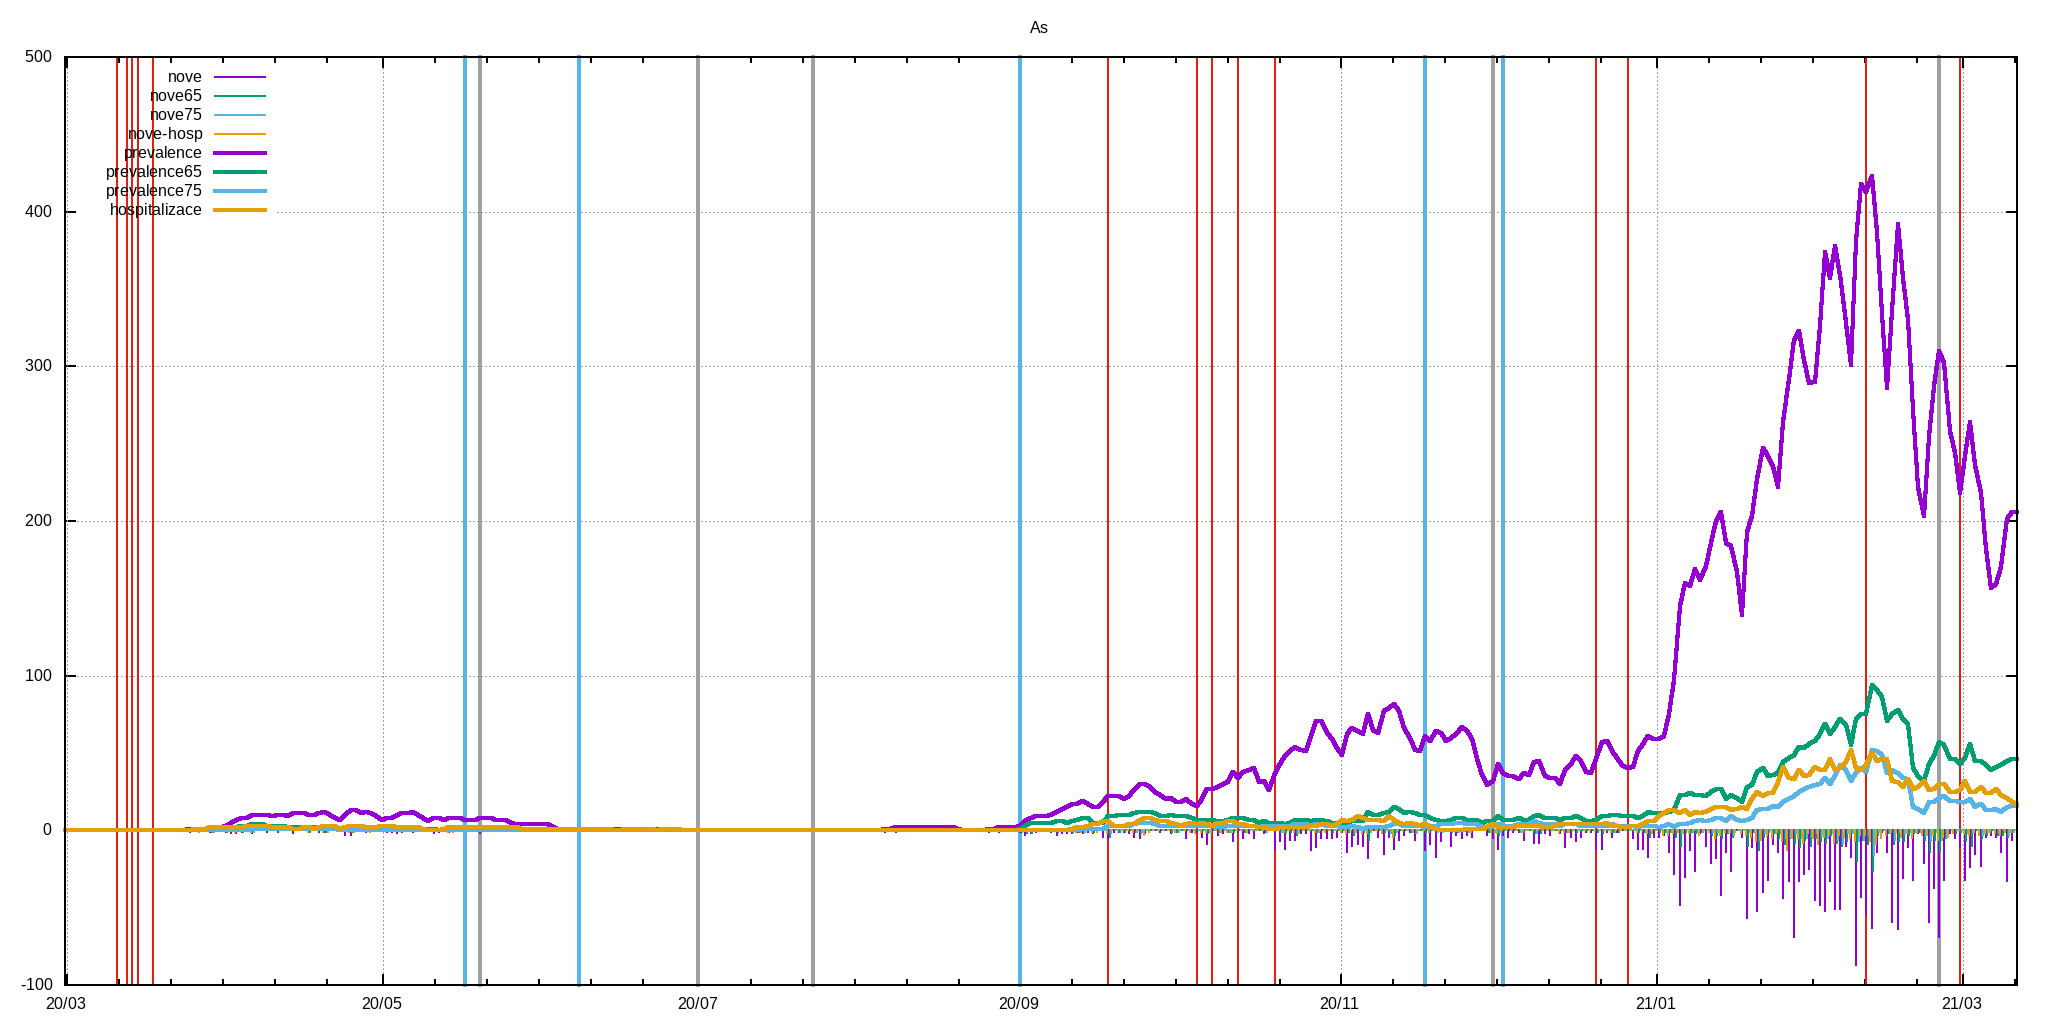 As
500
nove
nove65
nove75
nove-hosp
prevalence
prevalence65
prevalence75
hospitalizace
400
300
200
100
0
-100
20/03 20/05 20/07 20/09 20/11 21/01 21/03